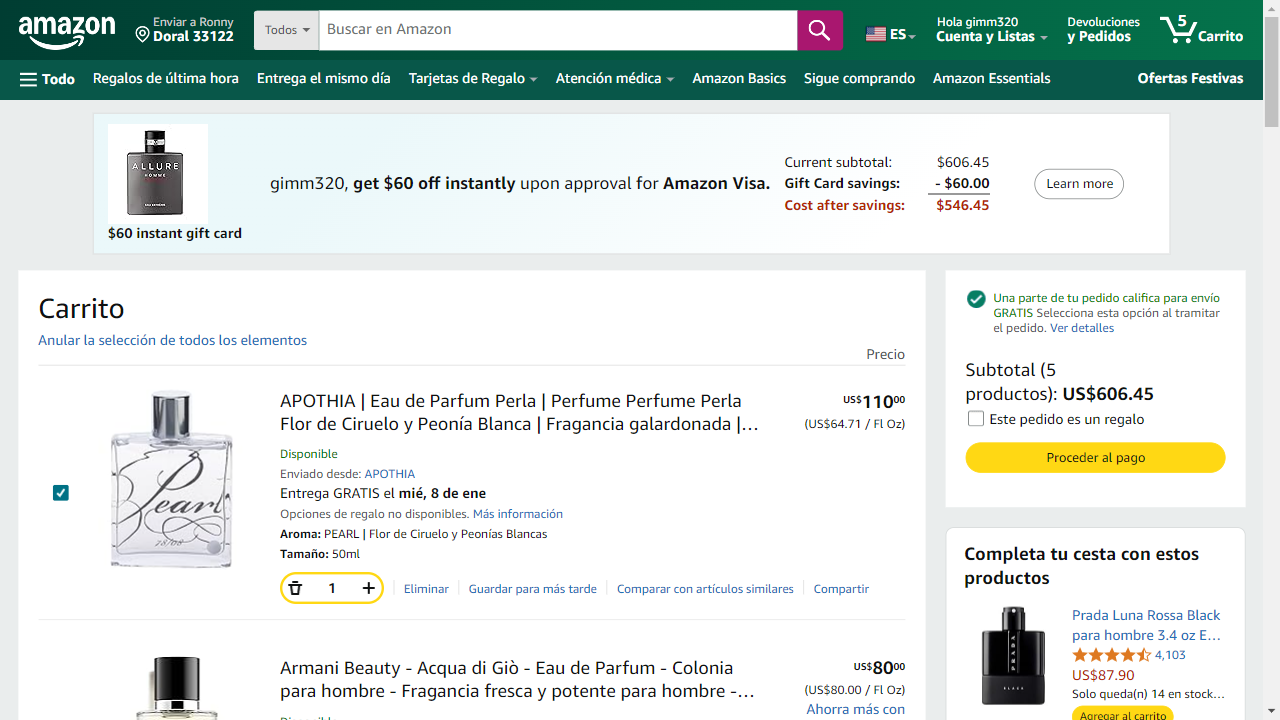 amazon
Enviar a Ronny
Doral 33122
Todos
Buscar en Amazon
ES
Hola gimm320
Cuenta y Listas
Devoluciones
y Pedidos
5
Carrito
Todo
Regalos de última hora
Entrega el mismo día
Tarjetas de Regalo
Atención médica
Amazon Basics
Sigue comprando
Amazon Essentials
Ofertas Festivas
ALLURE
HOMME
$60 instant gift card
gimm320, get $60 off instantly upon approval for Amazon Visa.
Current subtotal: $606.45
Gift Card savings: - $60.00
Cost after savings: $546.45
Learn more
Carrito
Anular la selección de todos los elementos
Precio
Pearl
APOTHIA | Eau de Parfum Perla | Perfume Perfume Perla
Flor de Ciruelo y Peonía Blanca | Fragancia galardonada |…
US$11000
(US$64.71 / Fl Oz)
Disponible
Enviado desde: APOTHIA
Entrega GRATIS el mié, 8 de ene
Opciones de regalo no disponibles. Más información
Aroma: PEARL | Flor de Ciruelo y Peonías Blancas
Tamaño: 50ml
1
Eliminar
Guardar para más tarde
Comparar con artículos similares
Compartir
Armani Beauty - Acqua di Giò - Eau de Parfum - Colonia
para hombre - Fragancia fresca y potente para hombre -…
US$8000
(US$80.00 / Fl Oz)
Ahorra más con
Disponible
Una parte de tu pedido califica para envío
GRATIS Selecciona esta opción al tramitar
el pedido. Ver detalles
Subtotal (5
productos): US$606.45
Este pedido es un regalo
Proceder al pago
Completa tu cesta con estos
productos
PRADA
BLACK
Prada Luna Rossa Black
para hombre 3.4 oz E…
4,103
US$87.90
Solo queda(n) 14 en stock…
Agregar al carrito